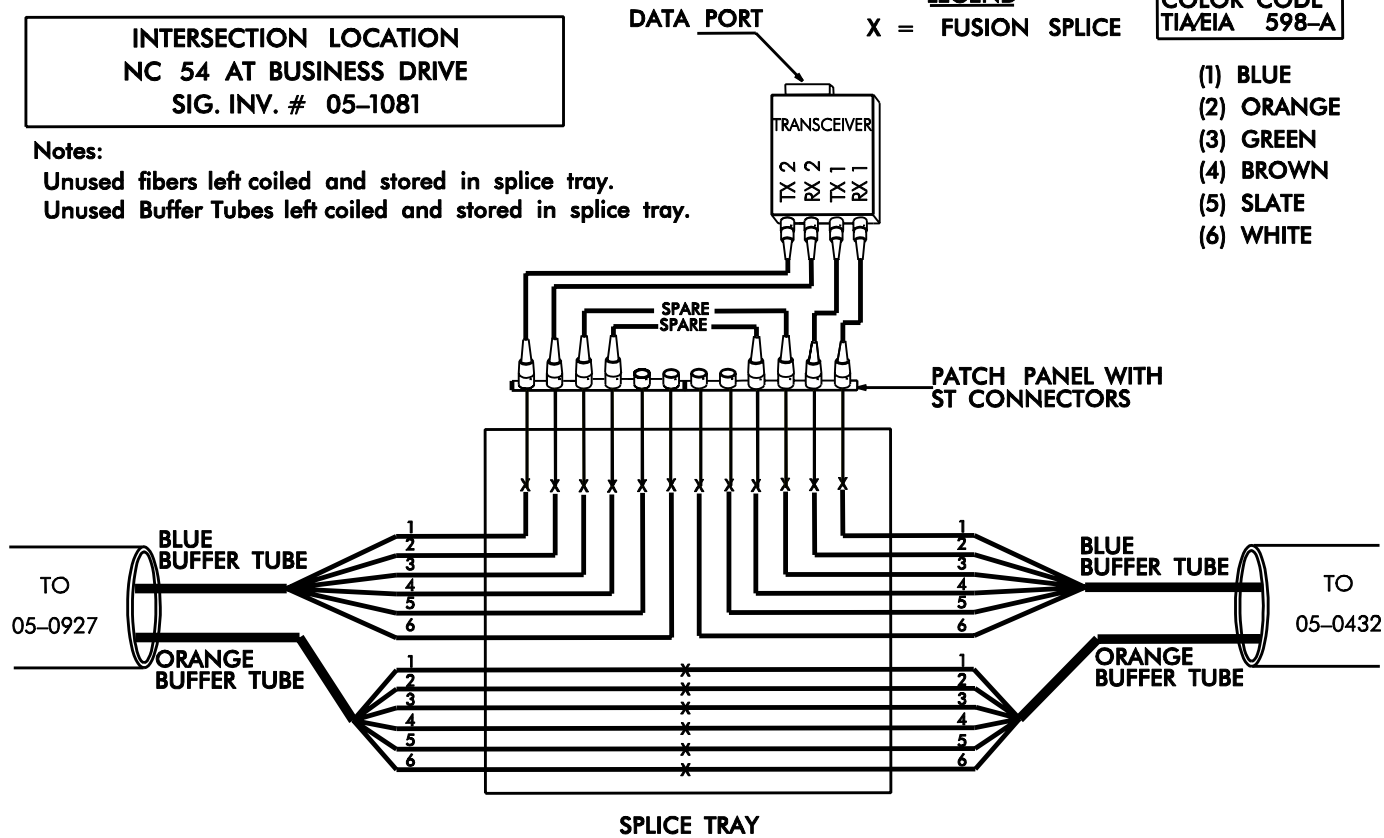 LEGEND
X = FUSION SPLICE
COLOR CODE
TIA/EIA 598–A
(1) BLUE
(2) ORANGE
(3) GREEN
(4) BROWN
(5) SLATE
(6) WHITE
INTERSECTION LOCATION
NC 54 AT BUSINESS DRIVE
SIG. INV. # 05–1081
Notes:
Unused fibers left coiled and stored in splice tray.
Unused Buffer Tubes left coiled and stored in splice tray.
DATA PORT
TRANSCEIVER
TX 2
RX 2
TX 1
RX 1
SPARE
SPARE
PATCH PANEL WITH
ST CONNECTORS
X X X X X X X X X X X X
BLUE
BUFFER TUBE
1
2
3
4
5
6
TO
05–0927
ORANGE
BUFFER TUBE
1
2
3
4
5
6
X
X
X
X
X
X
1
2
3
4
5
6
BLUE
BUFFER TUBE
TO
05–0432
1
2
3
4
5
6
ORANGE
BUFFER TUBE
SPLICE TRAY